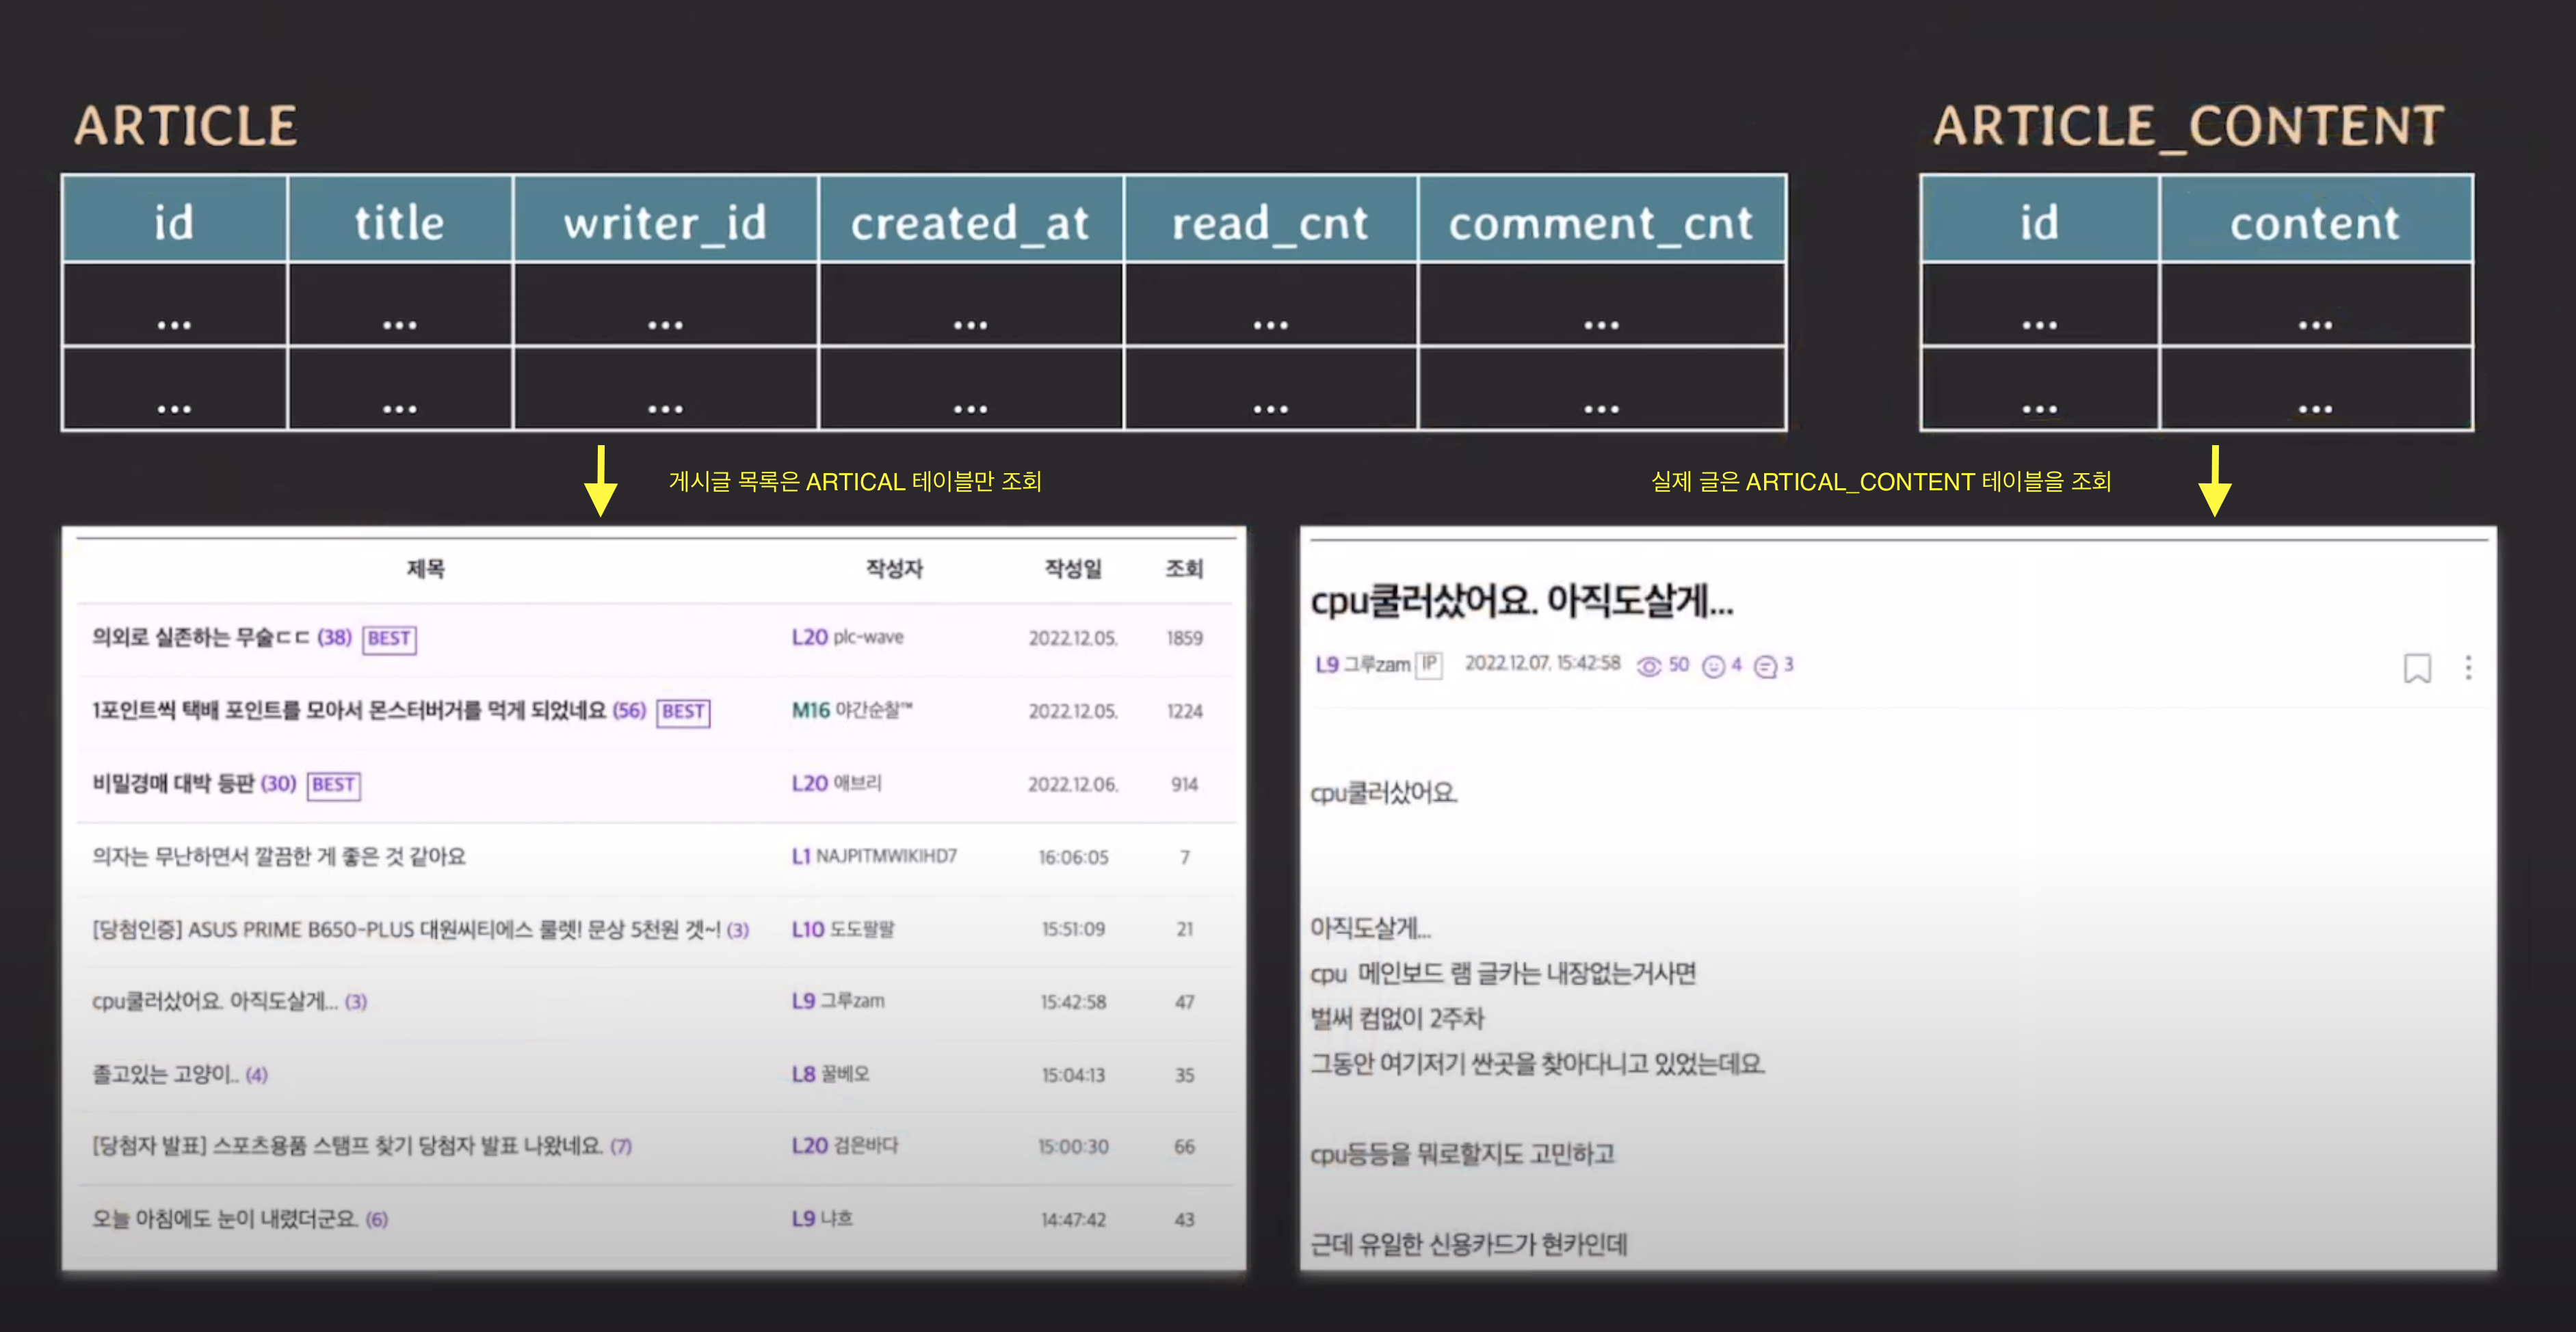 ARTICLE
id title writer_id created_at read_cnt comment_cnt
... ... ... ... ... ...
... ... ... ... ... ...
ARTICLE_CONTENT
id content
... ...
... ...
게시글 목록은 ARTICAL 테이블만 조회
실제 글은 ARTICAL_CONTENT 테이블을 조회
제목 작성자 작성일 조회
의외로 실존하는 무술ㄷㄷ (38) BEST L20 plc-wave 2022.12.05. 1859
1포인트씩 택배 포인트를 모아서 몬스터버거를 먹게 되었네요 (56) BEST M16 야간순찰™ 2022.12.05. 1224
비밀경매 대박 등판 (30) BEST L20 애브리 2022.12.06. 914
의자는 무난하면서 깔끔한 게 좋은 것 같아요 L1 NAJPITMWIKIHD7 16:06:05 7
[당첨인증] ASUS PRIME B650-PLUS 대원씨티에스 룰렛! 문상 5천원 겟~! (3) L10 도도팔팔 15:51:09 21
cpu쿨러샀어요. 아직도살게... (3) L9 그루zam 15:42:58 47
졸고있는 고양이.. (4) L8 꿀베오 15:04:13 35
[당첨자 발표] 스포츠용품 스탬프 찾기 당첨자 발표 나왔네요. (7) L20 검은바다 15:00:30 66
오늘 아침에도 눈이 내렸더군요. (6) L9 냐흐 14:47:42 43
cpu쿨러샀어요. 아직도살게...
L9 그루zam IP 2022.12.07. 15:42:58 50 4 3
cpu쿨러샀어요.
아직도살게...
cpu 메인보드 램 글카는 내장없는거사면
벌써 컴없이 2주차
그동안 여기저기 싼곳을 찾아다니고 있었는데요.
cpu등등을 뭐로할지도 고민하고
근데 유일한 신용카드가 현카인데